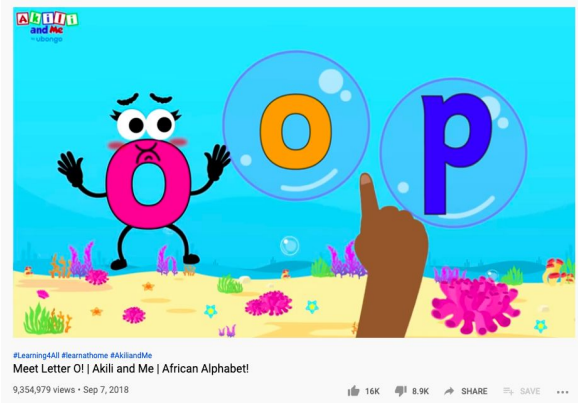 Akili
and Me
by ubongo
o
o
p
#Learning4All #learnathome #AkiliandMe
Meet Letter O! | Akili and Me | African Alphabet!
9,354,979 views • Sep 7, 2018
16K
8.9K
SHARE
SAVE